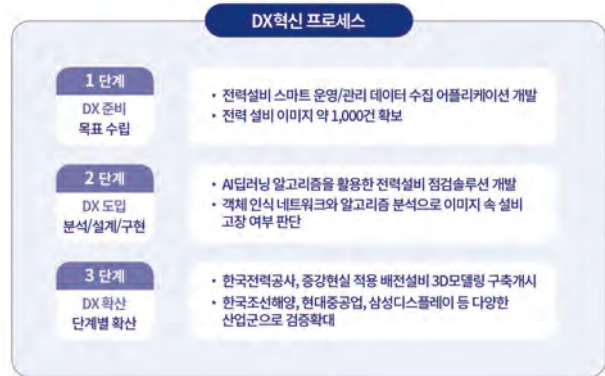 DX혁신 프로세스
1 단계
DX 준비
목표 수립
• 전력설비 스마트 운영/관리 데이터 수집 어플리케이션 개발
• 전력 설비 이미지 약 1,000건 확보
2 단계
DX 도입
분석/설계/구현
• AI딥러닝 알고리즘을 활용한 전력설비 점검솔루션 개발
• 객체 인식 네트워크와 알고리즘 분석으로 이미지 속 설비
고장 여부 판단
3 단계
DX 확산
단계별 확산
• 한국전력공사, 증강현실 적용 배전설비 3D모델링 구축개시
• 한국조선해양, 현대중공업, 삼성디스플레이 등 다양한
산업군으로 검증확대